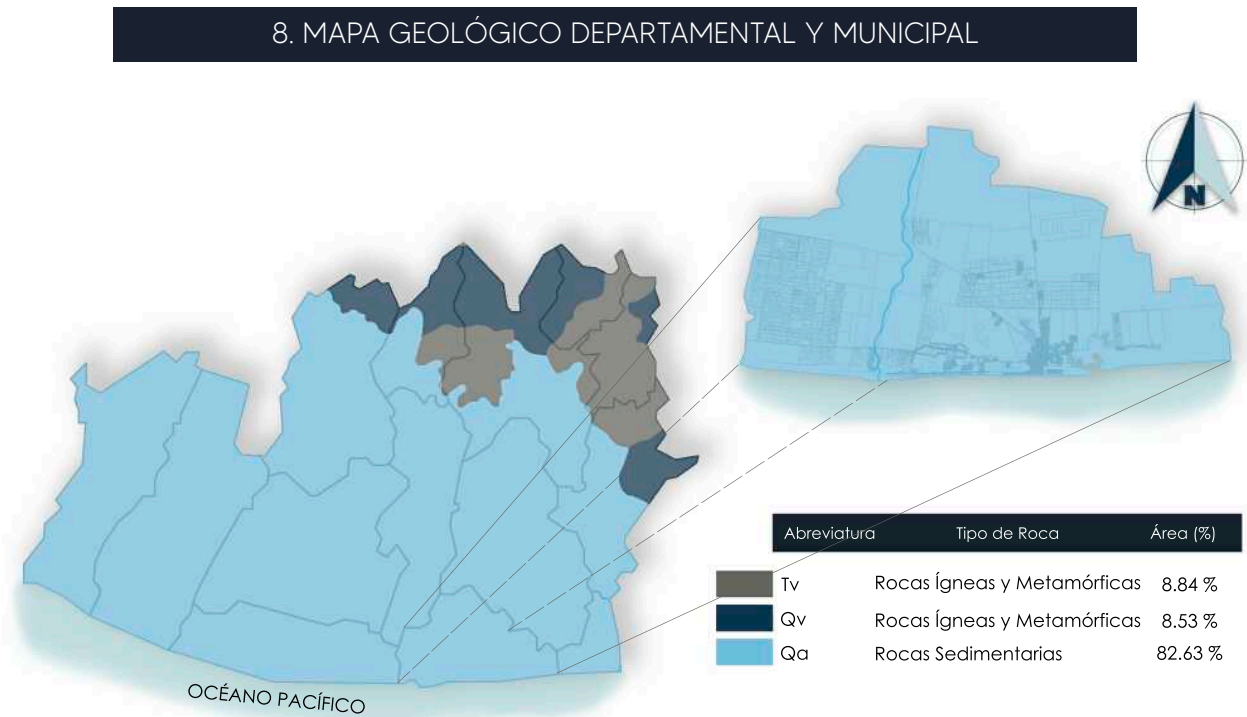 8. MAPA GEOLÓGICO DEPARTAMENTAL Y MUNICIPAL
N
Abreviatura Tipo de Roca Área (%)
Tv Rocas Ígneas y Metamórficas 8.84 %
Qv Rocas Ígneas y Metamórficas 8.53 %
Qa Rocas Sedimentarias 82.63 %
OCÉANO PACÍFICO